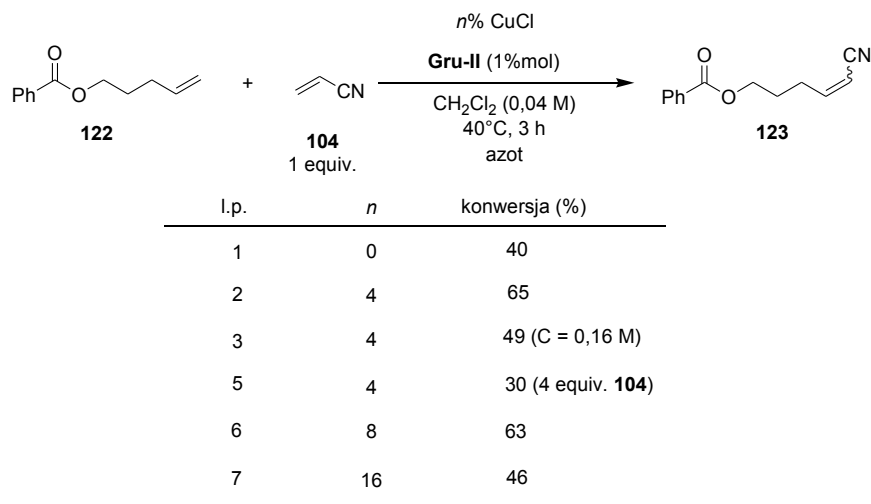 n% CuCl
Gru-II (1%mol)
CH2Cl2 (0,04 M)
40°C, 3 h
azot
O
Ph O
122
+
CN
104
1 equiv.
O
Ph O
CN
123
l.p. n konwersja (%)
1 0 40
2 4 65
3 4 49 (C = 0,16 M)
5 4 30 (4 equiv. 104)
6 8 63
7 16 46